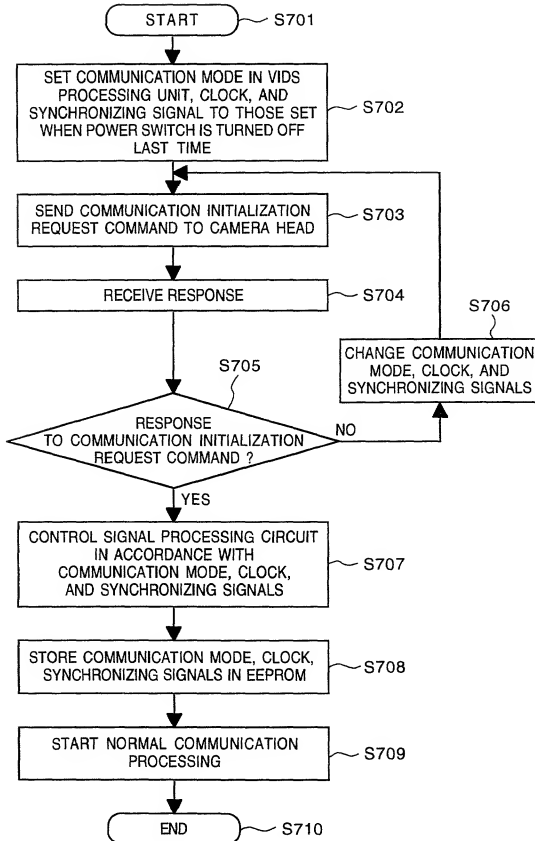 START
S701
SET COMMUNICATION MODE IN VIDS
PROCESSING UNIT, CLOCK, AND
SYNCHRONIZING SIGNAL TO THOSE SET
WHEN POWER SWITCH IS TURNED OFF
LAST TIME
S702
SEND COMMUNICATION INITIALIZATION
REQUEST COMMAND TO CAMERA HEAD
S703
RECEIVE RESPONSE
S704
S706
CHANGE COMMUNICATION
MODE, CLOCK, AND
SYNCHRONIZING SIGNALS
S705
RESPONSE
TO COMMUNICATION INITIALIZATION
REQUEST COMMAND ?
NO
YES
CONTROL SIGNAL PROCESSING CIRCUIT
IN ACCORDANCE WITH
COMMUNICATION MODE, CLOCK,
AND SYNCHRONIZING SIGNALS
S707
STORE COMMUNICATION MODE, CLOCK,
SYNCHRONIZING SIGNALS IN EEPROM
S708
START NORMAL COMMUNICATION
PROCESSING
S709
END
S710